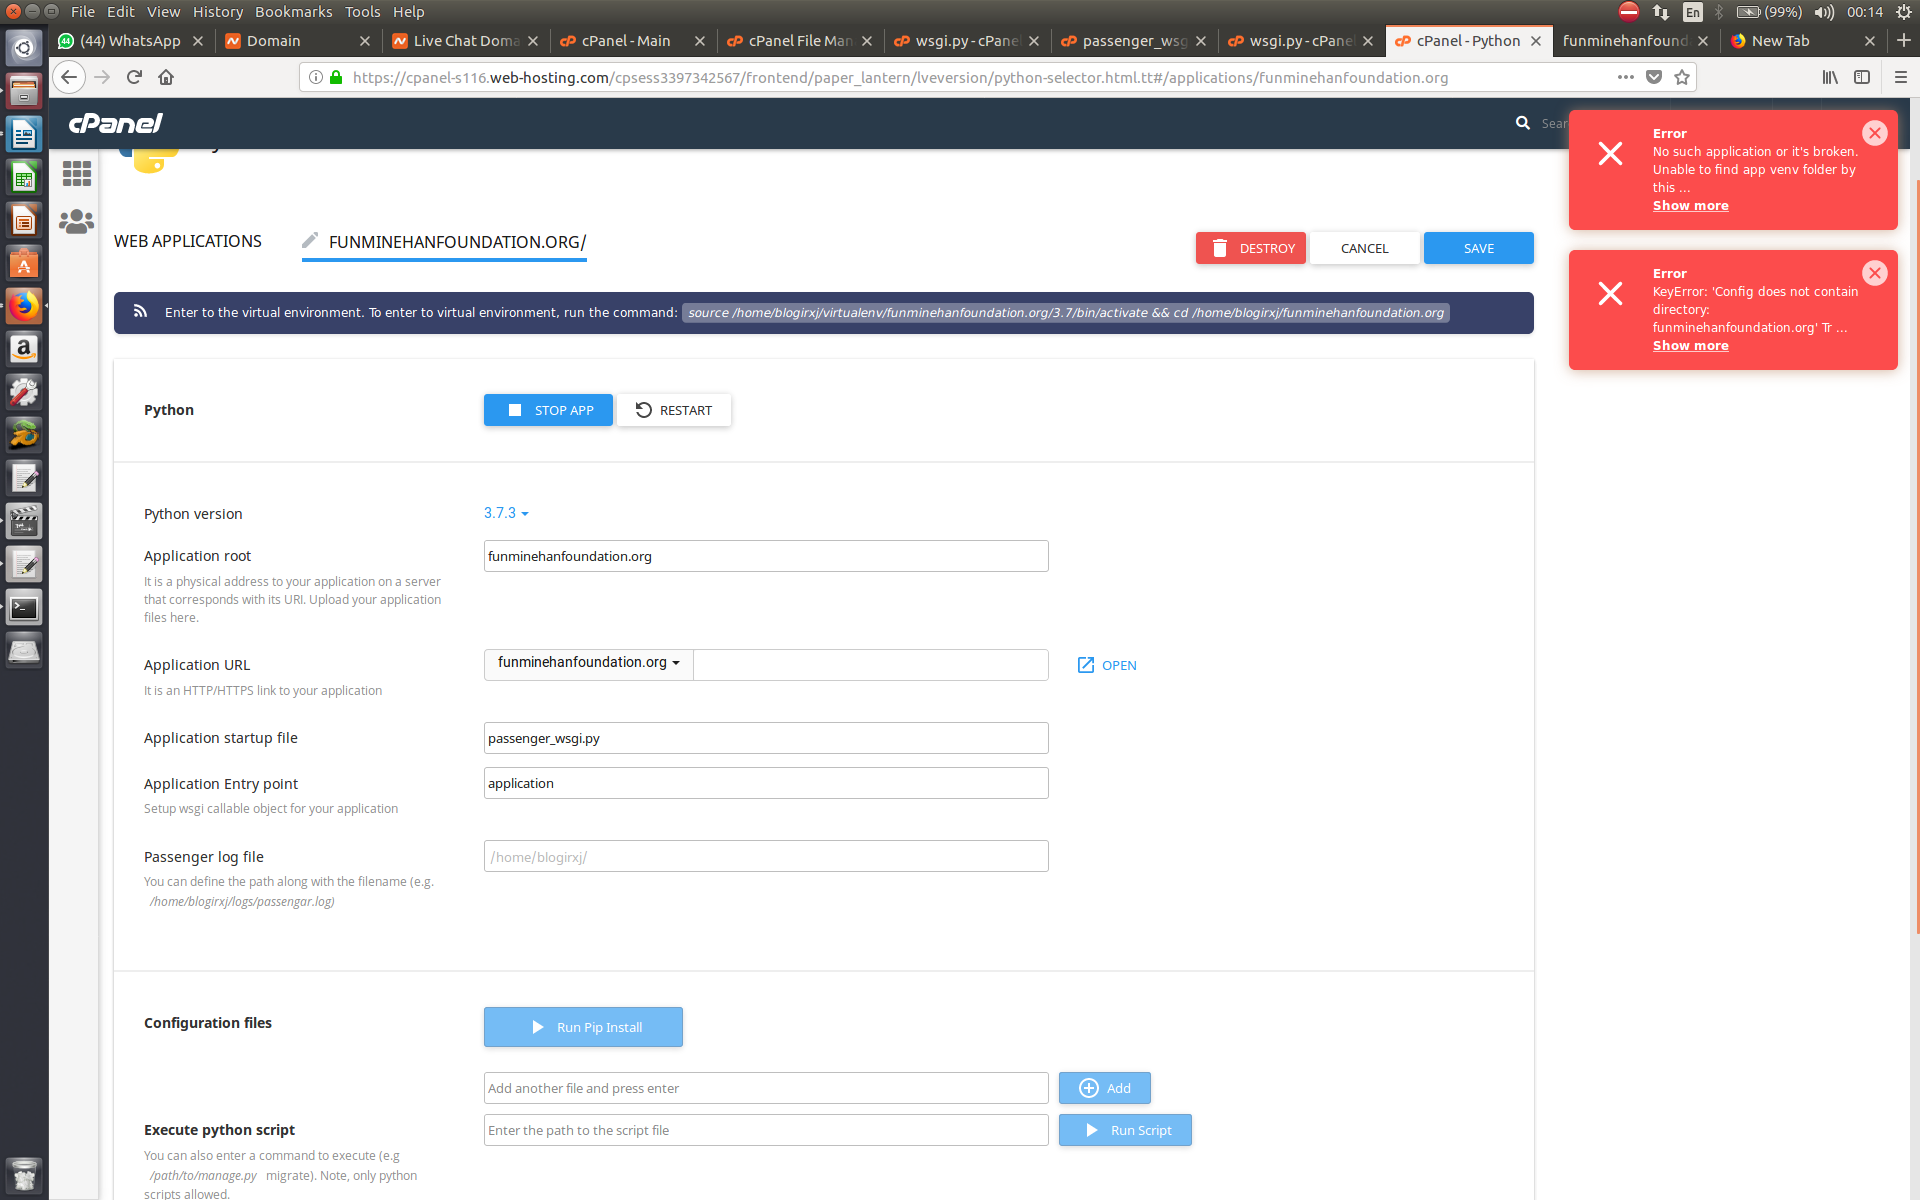 File Edit View History Bookmarks Tools Help
En (99%) 00:14
(44) WhatsApp
Domain
Live Chat Doma
cPanel - Main
cPanel File Man
wsgi.py - cPanel
passenger_wsg
wsgi.py - cPanel
cPanel - Python
funminehanfound
New Tab
https://cpanel-s116.web-hosting.com/cpsess3397342567/frontend/paper_lantern/lveversion/python-selector.html.tt#/applications/funminehanfoundation.org
cPanel
Sear
Error
No such application or it's broken.
Unable to find app venv folder by
this ...
Show more
Error
KeyError: 'Config does not contain
directory:
funminehanfoundation.org' Tr ...
Show more
WEB APPLICATIONS
FUNMINEHANFOUNDATION.ORG/
DESTROY
CANCEL
SAVE
Enter to the virtual environment. To enter to virtual environment, run the command: source /home/blogirxj/virtualenv/funminehanfoundation.org/3.7/bin/activate && cd /home/blogirxj/funminehanfoundation.org
Python
STOP APP
RESTART
Python version
3.7.3
Application root
funminehanfoundation.org
It is a physical address to your application on a server
that corresponds with its URI. Upload your application
files here.
Application URL
funminehanfoundation.org
OPEN
It is an HTTP/HTTPS link to your application
Application startup file
passenger_wsgi.py
Application Entry point
application
Setup wsgi callable object for your application
Passenger log file
/home/blogirxj/
You can define the path along with the filename (e.g.
/home/blogirxj/logs/passengar.log)
Configuration files
Run Pip Install
Add another file and press enter
Add
Execute python script
Enter the path to the script file
Run Script
You can also enter a command to execute (e.g
/path/to/manage.py migrate). Note, only python
scripts allowed.